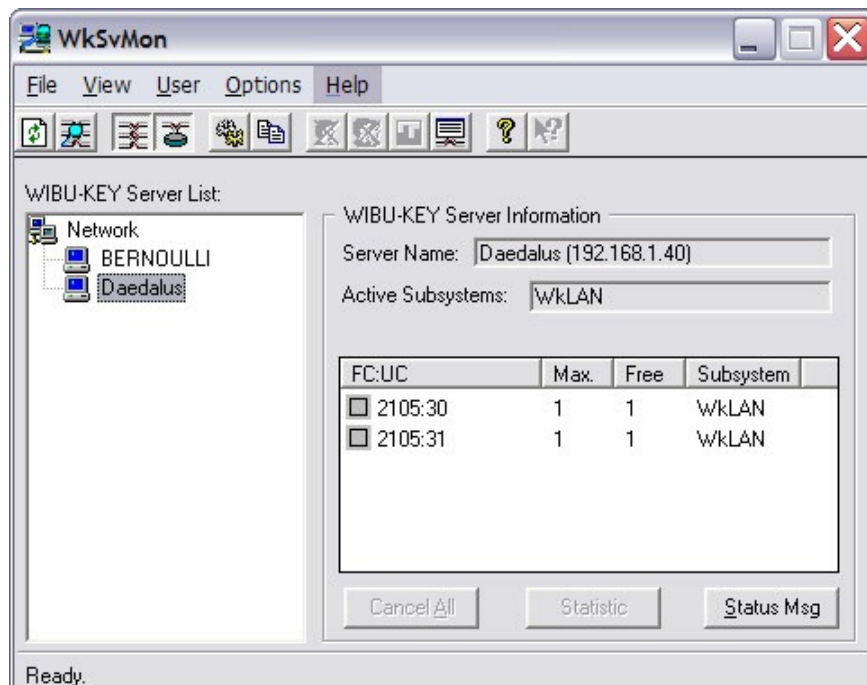 WkSvMon
File View User Options Help
WIBU-KEY Server List:
Network
BERNOULLI
Daedalus
WIBU-KEY Server Information
Server Name: Daedalus (192.168.1.40)
Active Subsystems: WkLAN
FC:UC Max. Free Subsystem
2105:30 1 1 WkLAN
2105:31 1 1 WkLAN
Cancel All Statistic Status Msg
Ready.